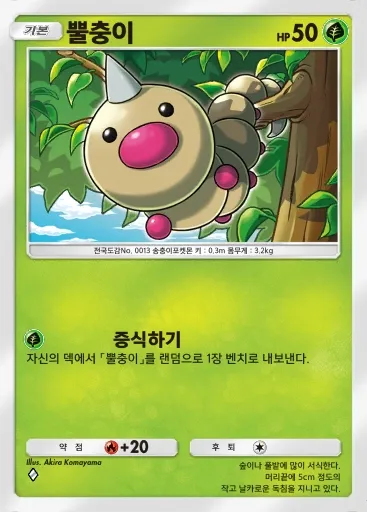 기본 뿔충이 HP 50
전국도감No. 0013 송충이포켓몬 키 : 0.3m 몸무게 : 3.2kg
증식하기
자신의 덱에서 「뿔충이」를 랜덤으로 1장 벤치로 내보낸다.
약점 +20 후퇴
Illus. Akira Komayama
숲이나 풀밭에 많이 서식한다.
머리끝에 5cm 정도의
작고 날카로운 독침을 지니고 있다.